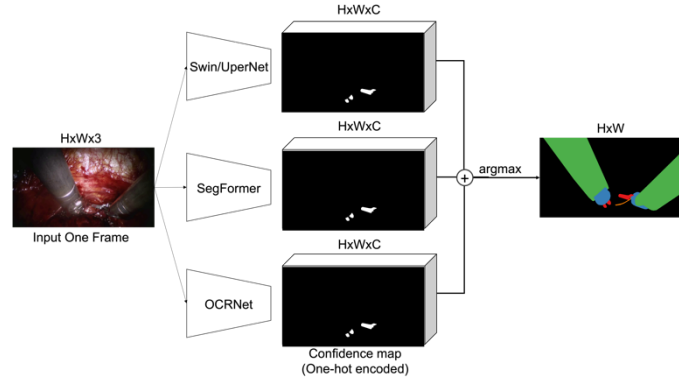 HxWxC
Swin/UperNet
HxWx3
Input One Frame
HxWxC
SegFormer
argmax
HxW
HxWxC
OCRNet
Confidence map
(One-hot encoded)